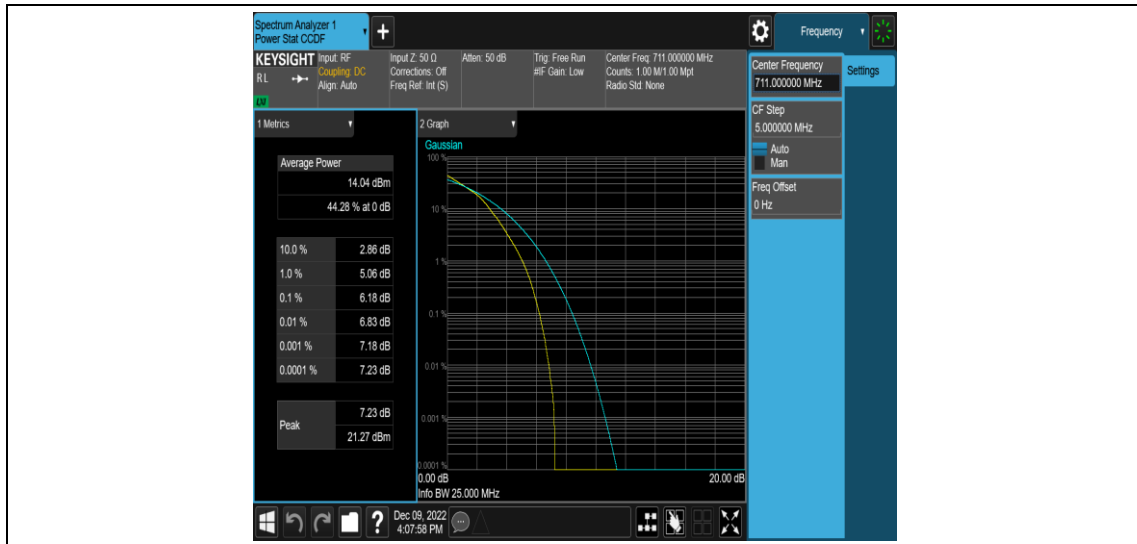 Spectrum Analyzer 1
Power Stat CCDF
+
Frequency
KEYSIGHT
Input: RF
Input Z: 50 Ω
Atten: 50 dB
Trig: Free Run
Center Freq: 711.000000 MHz
RL
Coupling: DC
Corrections: Off
#IF Gain: Low
Counts: 1.00 M/1.00 Mpt
Align: Auto
Freq Ref: Int (S)
Radio Std: None
Center Frequency
711.000000 MHz
Settings
CF Step
5.000000 MHz
Auto
Man
Freq Offset
0 Hz
1 Metrics
Average Power
14.04 dBm
44.28 % at 0 dB
10.0 % 2.86 dB
1.0 % 5.06 dB
0.1 % 6.18 dB
0.01 % 6.83 dB
0.001 % 7.18 dB
0.0001 % 7.23 dB
Peak
7.23 dB
21.27 dBm
2 Graph
Gaussian
100 %
10 %
1 %
0.1 %
0.01 %
0.001 %
0.0001 %
0.00 dB 20.00 dB
Info BW 25.000 MHz
?
Dec 09, 2022
4:07:58 PM